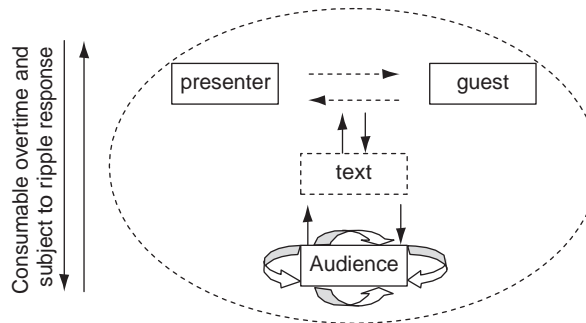 Consumable overtime and
subject to ripple response
presenter
guest
text
Audience